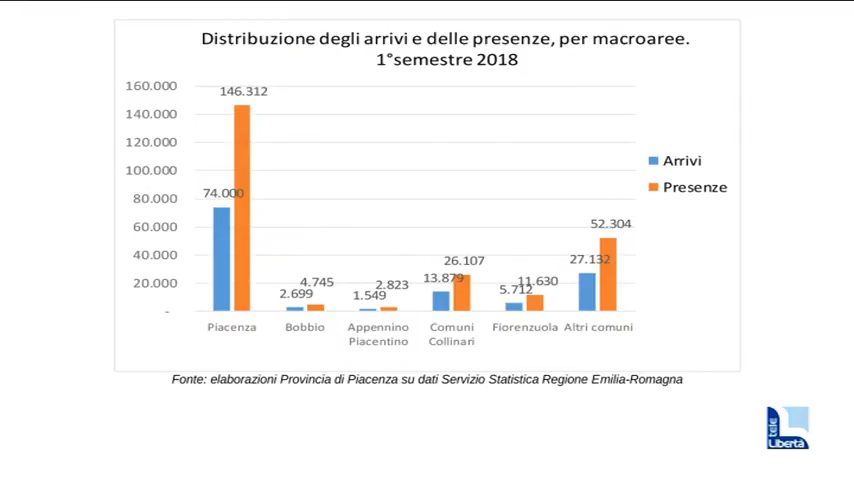 Distribuzione degli arrivi e delle presenze, per macroaree.
1°semestre 2018
160.000
140.000
120.000
100.000
80.000
60.000
40.000
20.000
-
146.312
74.000
4.745
2.699
2.823
1.549
26.107
13.879
11.630
5.712
52.304
27.132
Arrivi
Presenze
Piacenza
Bobbio
Appennino
Piacentino
Comuni
Collinari
Fiorenzuola
Altri comuni
Fonte: elaborazioni Provincia di Piacenza su dati Servizio Statistica Regione Emilia-Romagna
tele
Libertà